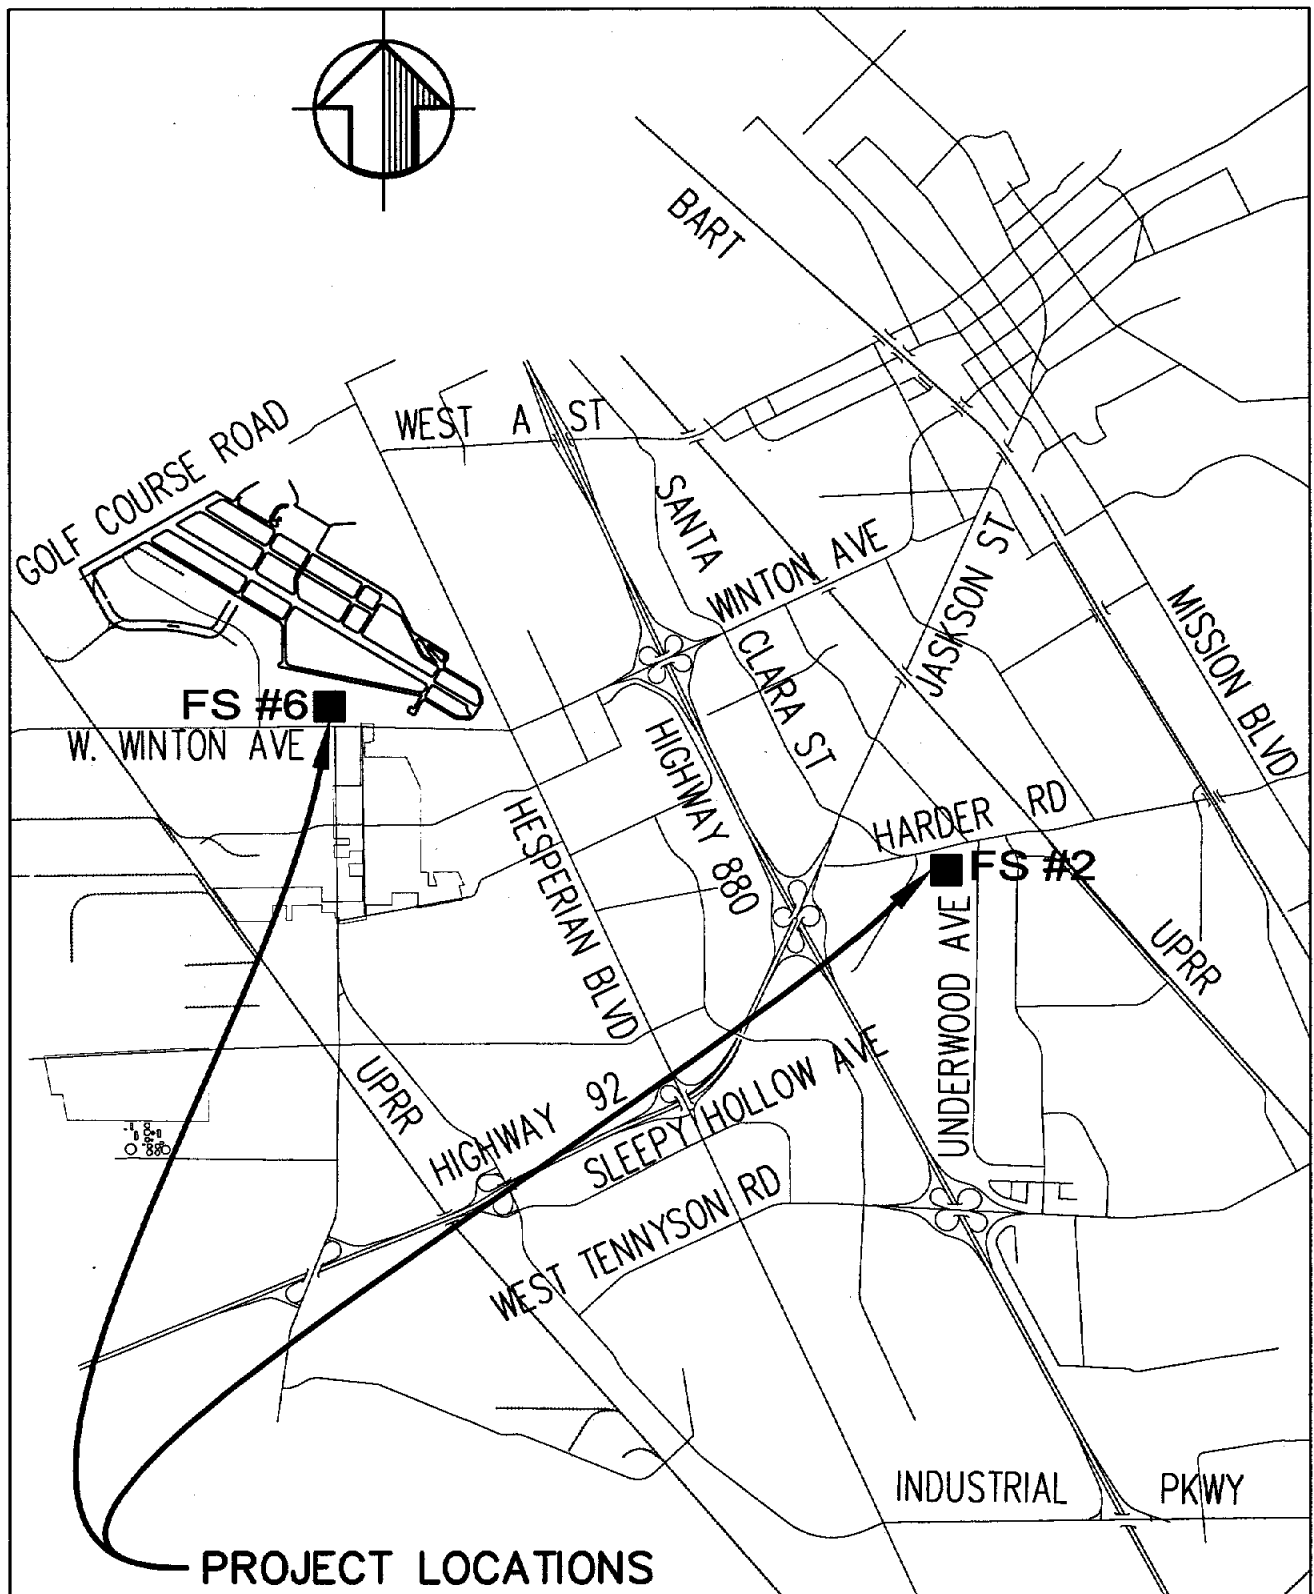 BART
WEST A ST
GOLF COURSE ROAD
SANTA CLARA ST
WINTON AVE
JASKSON ST
MISSION BLVD
FS #6
W. WINTON AVE
HIGHWAY 880
HESPERIAN BLVD
HARDER RD
FS #2
UNDERWOOD AVE
UPRR
UPRR
HIGHWAY 92
SLEEPY HOLLOW AVE
WEST TENNYSON RD
INDUSTRIAL PKWY
PROJECT LOCATIONS